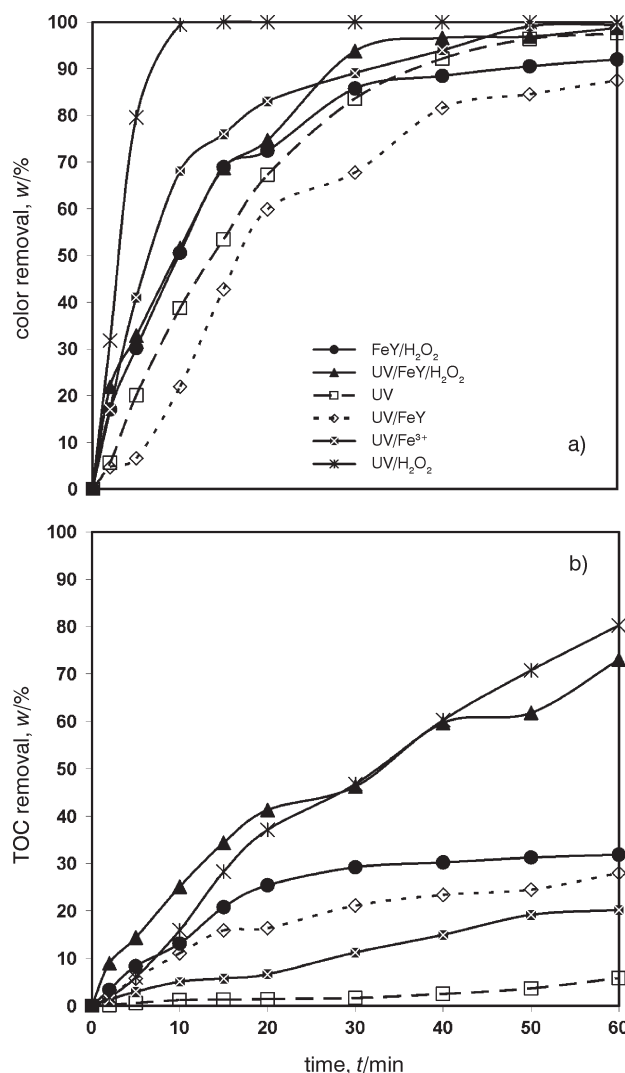 100
90
80
70
60
50
40
30
20
10
0
color removal, w/%
FeY/H₂O₂
UV/FeY/H₂O₂
UV
UV/FeY
UV/Fe³⁺
UV/H₂O₂
a)
100
90
80
70
60
50
40
30
20
10
0
TOC removal, w/%
b)
0 10 20 30 40 50 60
time, t/min